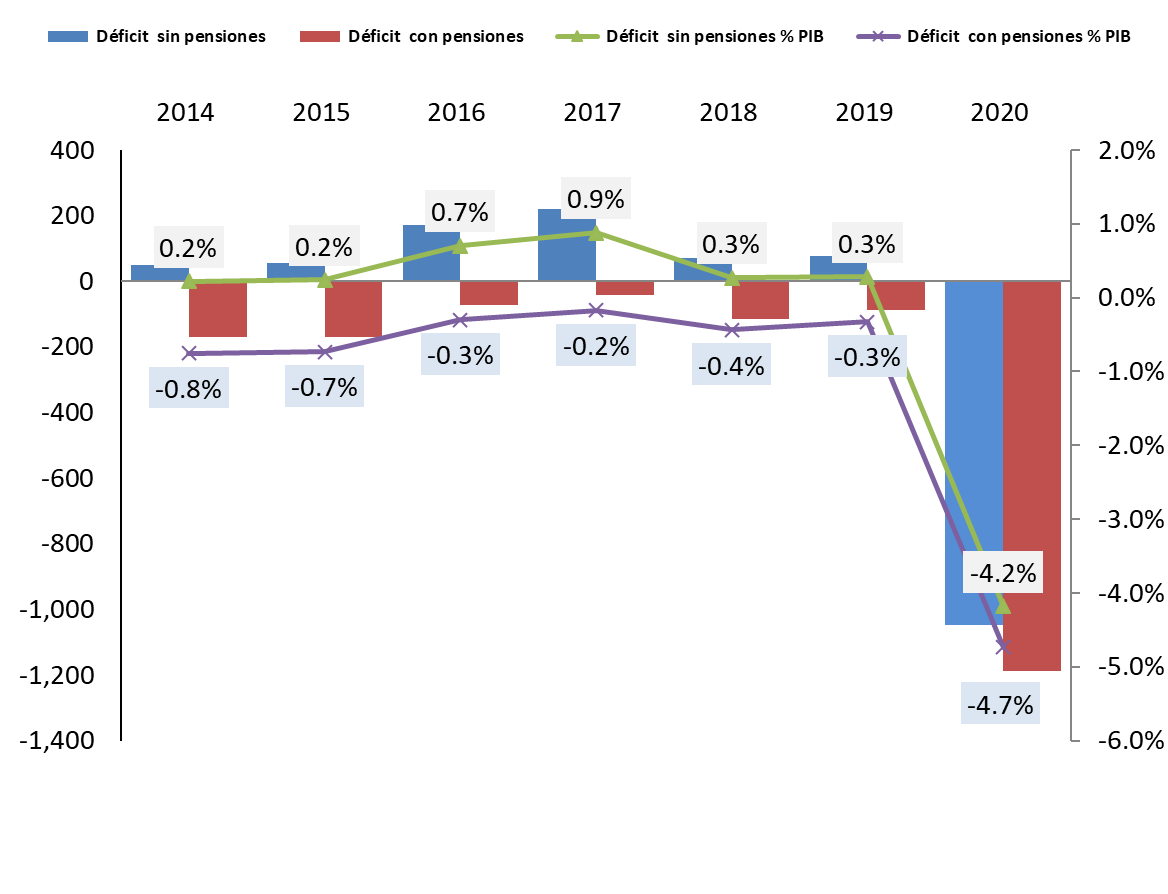 Déficit sin pensiones Déficit con pensiones Déficit sin pensiones % PIB Déficit con pensiones % PIB
2014 2015 2016 2017 2018 2019 2020
400 2.0%
200 0.7% 0.9% 1.0%
0.2% 0.2% 0.3% 0.3%
0 0.0%
-200 -0.3% -0.2% -0.4% -0.3%
-0.8% -0.7% -1.0%
-400
-2.0%
-600
-800 -3.0%
-4.2%
-1,000 -4.0%
-1,200 -5.0%
-4.7%
-1,400 -6.0%